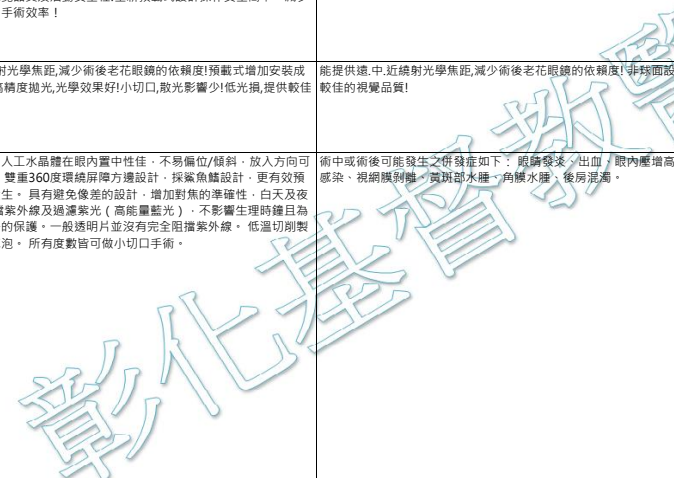 手術效率！
射光學焦距,減少術後老花眼鏡的依賴度!預載式增加安裝成
高精度拋光,光學效果好!小切口,散光影響少!低光損,提供較佳
能提供遠.中.近繞射光學焦距,減少術後老花眼鏡的依賴度! 非球面設
較佳的視覺品質!
人工水晶體在眼內置中性佳，不易偏位/傾斜，放人方向可
雙重360度環繞屏障方邊設計，採鯊魚鰭設計，更有效預
生。 具有避免像差的設計，增加對焦的準確性，白天及夜
擋紫外線及過濾紫光（高能量藍光），不影響生理時鐘且為
的保護。一般透明片並沒有完全阻擋紫外線。 低溫切削製
泡。 所有度數皆可做小切口手術。
術中或術後可能發生之併發症如下： 眼睛發炎、出血、眼內壓增高
感染、視網膜剝離、黃斑部水腫、角膜水腫、後房混濁。
彰化基督教醫